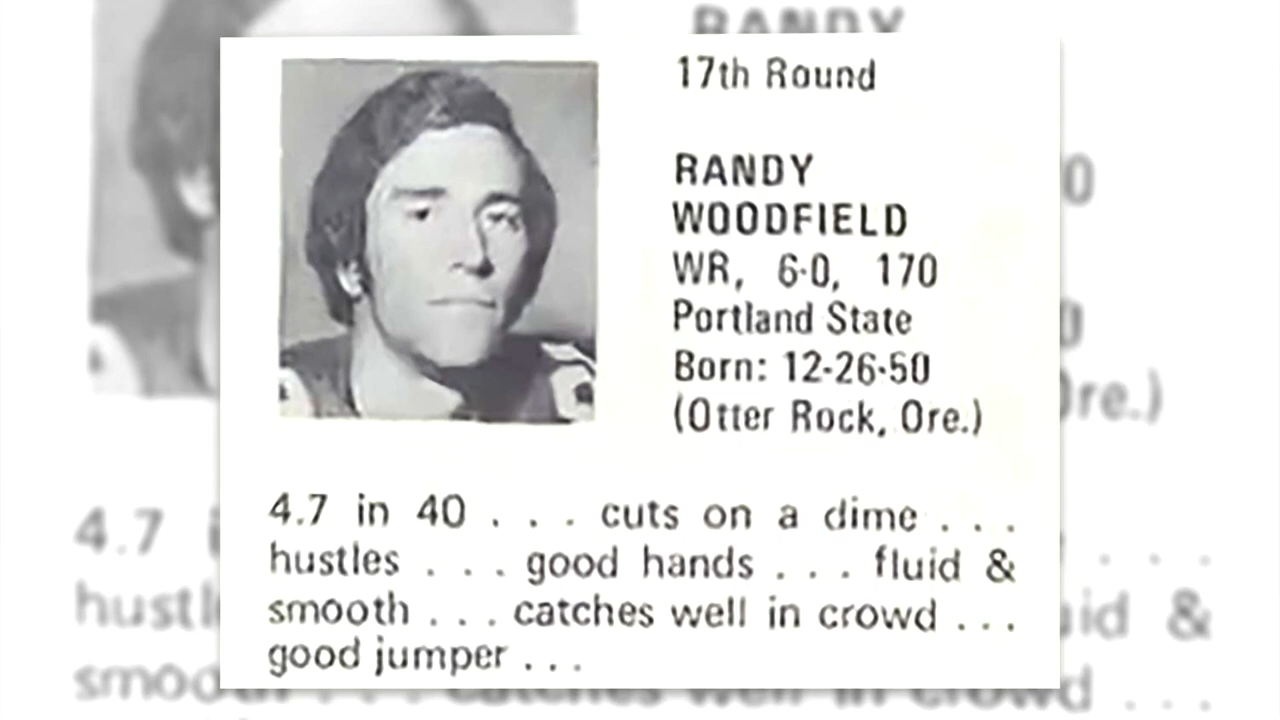 17th Round
RANDY
WOODFIELD
WR, 6-0, 170
Portland State
Born: 12-26-50
(Otter Rock, Ore.)
4.7 in 40 . . . cuts on a dime . . .
hustles . . . good hands . . . fluid &
smooth . . . catches well in crowd . . .
good jumper . . .